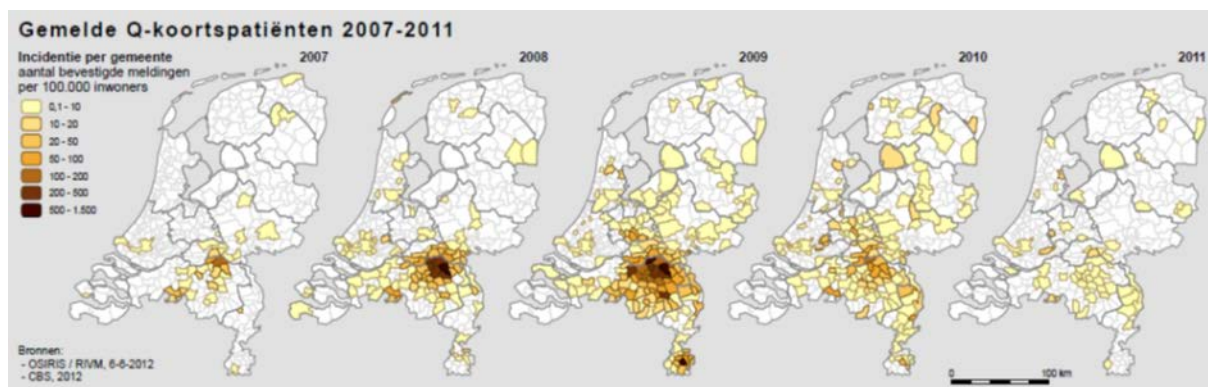 Gemelde Q-koortspatiënten 2007-2011
Incidentie per gemeente
aantal bevestigde meldingen
per 100.000 inwoners
0,1 - 10
10 - 20
20 - 50
50 - 100
100 - 200
200 - 500
500 - 1.500
2007
2008
2009
2010
2011
Bronnen:
- OSIRIS / RIVM, 6-6-2012
- CBS, 2012
0 100 km